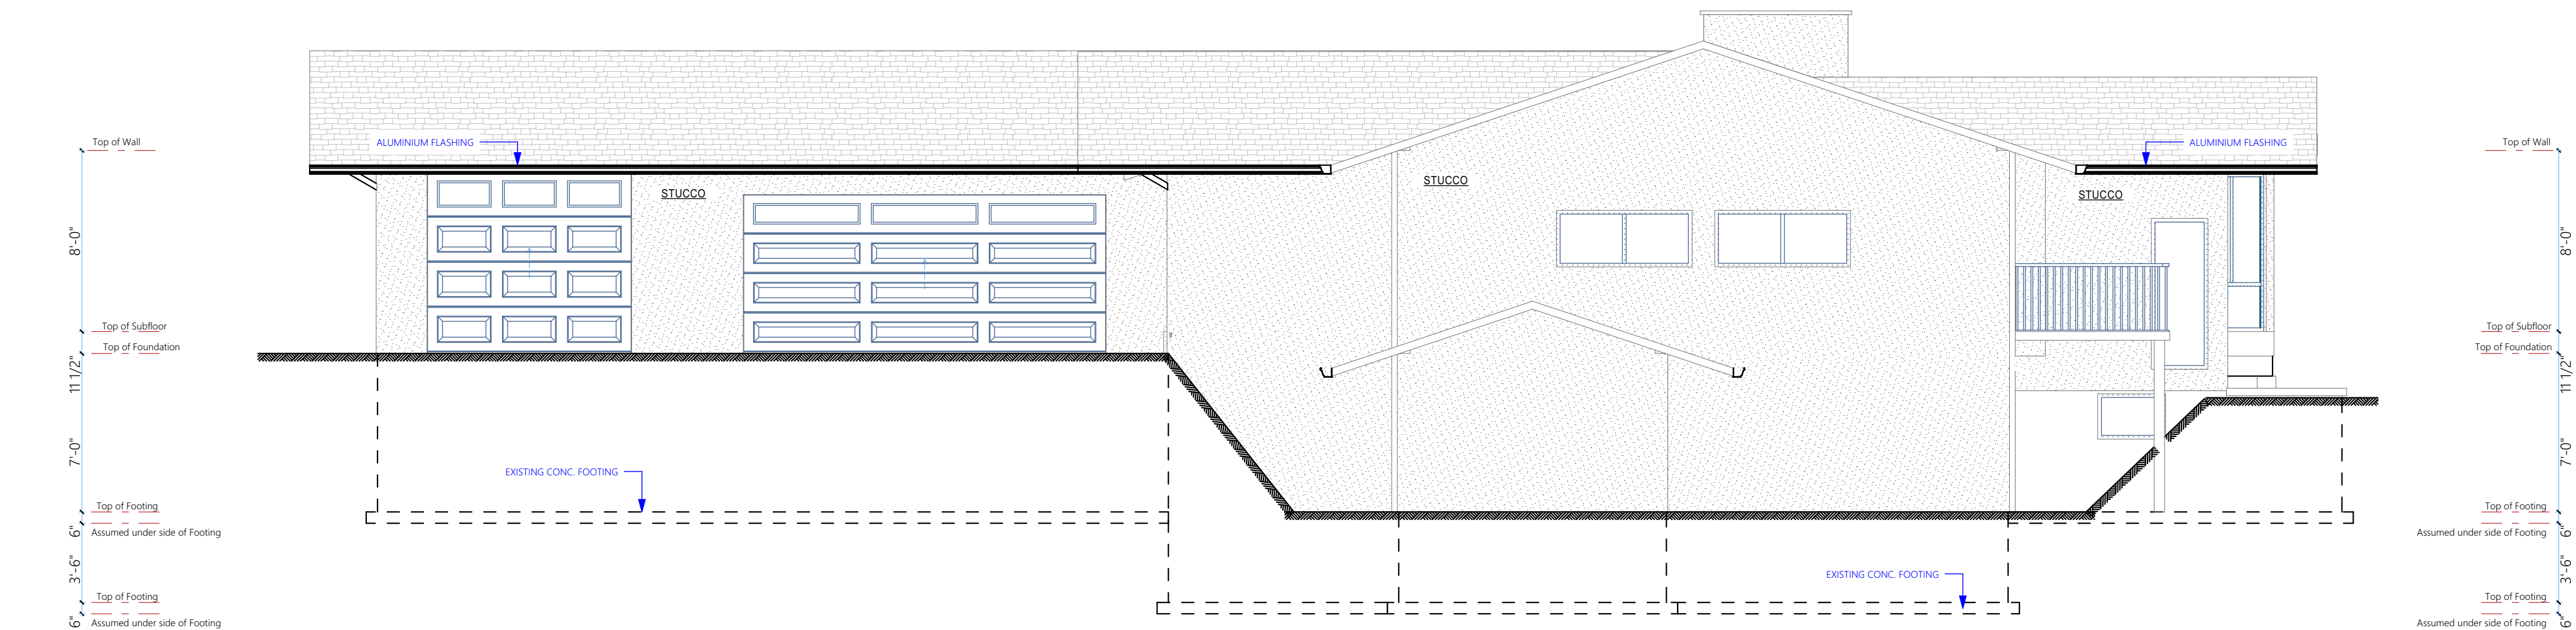 Top of Wall
Top of Wall
ALUMINIUM FLASHING
ALUMINIUM FLASHING
STUCCO
STUCCO
STUCCO
8'-0"
8'-0"
Top of Subfloor
Top of Subfloor
Top of Foundation
Top of Foundation
11 1/2"
11 1/2"
7'-0"
7'-0"
EXISTING CONC. FOOTING
Top of Footing
Top of Footing
6"
Assumed under side of Footing
Assumed under side of Footing
6"
3'-6"
EXISTING CONC. FOOTING
3'-6"
Top of Footing
Top of Footing
6"
Assumed under side of Footing
Assumed under side of Footing
6"